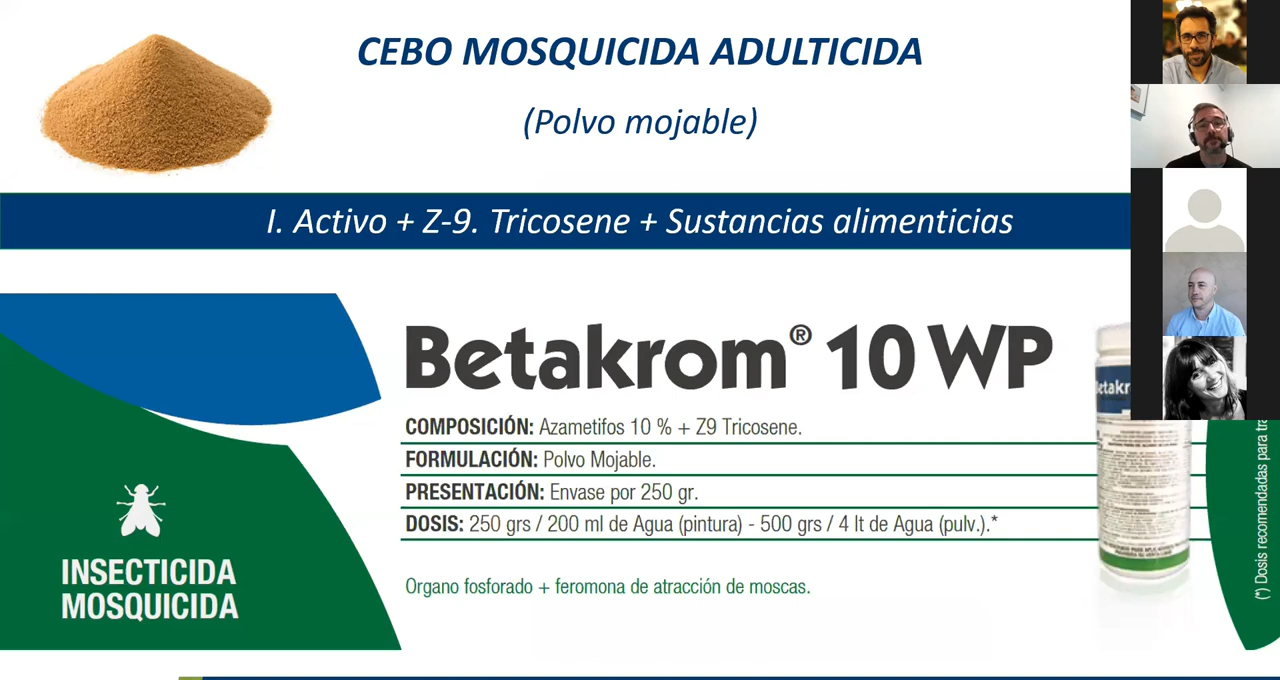 CEBO MOSQUICIDA ADULTICIDA
(Polvo mojable)
I. Activo + Z-9. Tricosene + Sustancias alimenticias
Betakrom® 10 WP
COMPOSICIÓN: Azametifos 10 % + Z9 Tricosene.
FORMULACIÓN: Polvo Mojable.
PRESENTACIÓN: Envase por 250 gr.
DOSIS: 250 grs / 200 ml de Agua (pintura) - 500 grs / 4 lt de Agua (pulv.).*
Organo fosforado + feromona de atracción de moscas.
INSECTICIDA
MOSQUICIDA
(*) Dosis recomendadas para